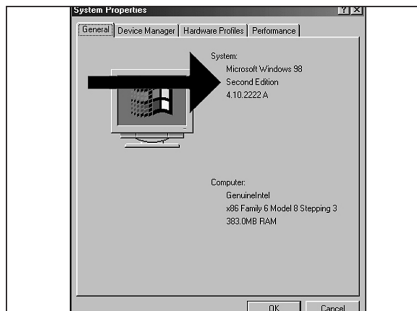 System Properties
General Device Manager Hardware Profiles Performance
System:
Microsoft Windows 98
Second Edition
4.10.2222 A
Computer:
GenuineIntel
x86 Family 6 Model 8 Stepping 3
383.0MB RAM
OK Cancel